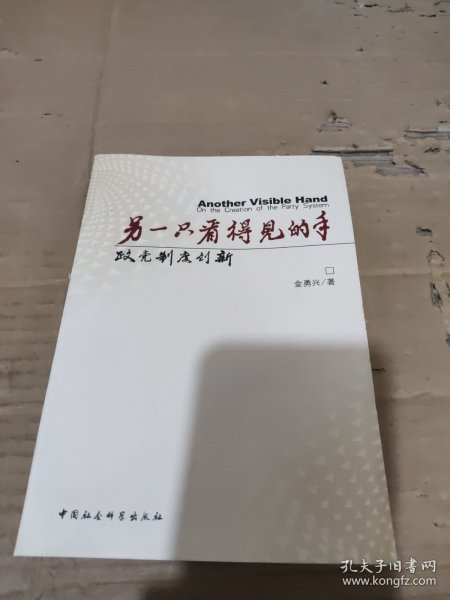 Another Visible Hand
On the Creation of the Party System
另一只看得见的手
政党制度创新
金勇兴/著
中国社会科学出版社
孔夫子旧书网
www.kongfz.com